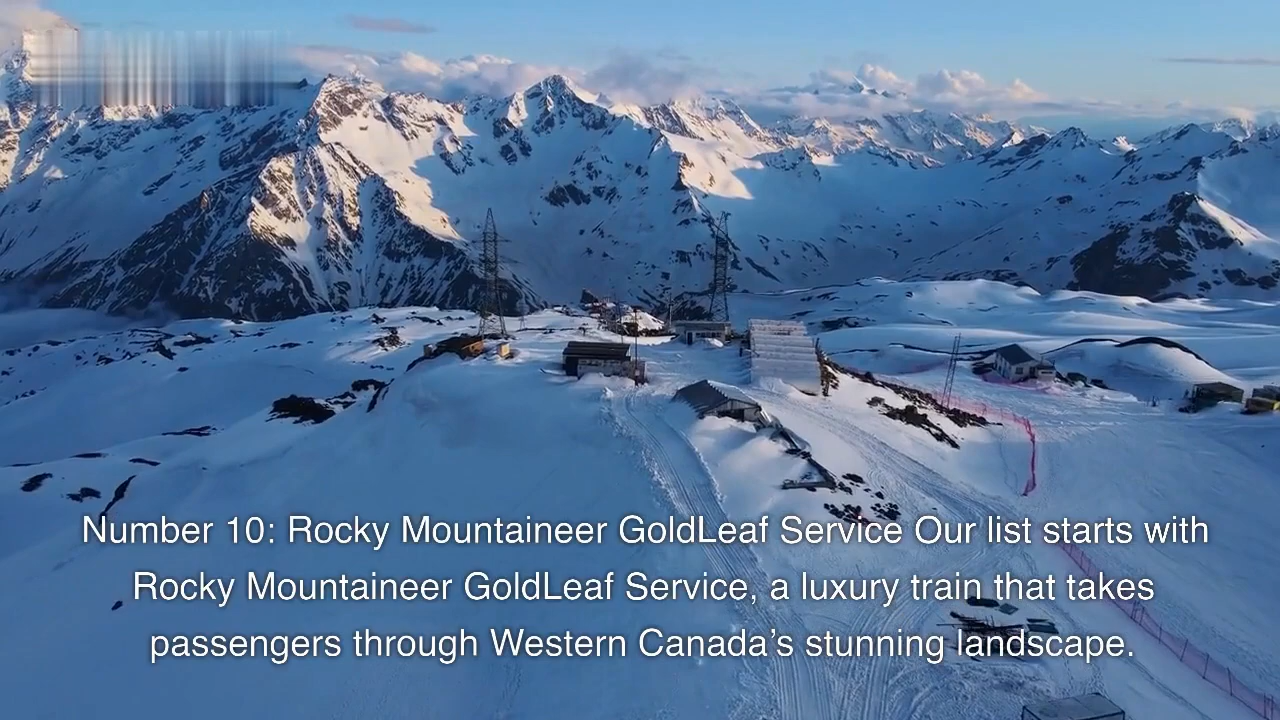 Number 10: Rocky Mountaineer GoldLeaf Service Our list starts with
Rocky Mountaineer GoldLeaf Service, a luxury train that takes
passengers through Western Canada’s stunning landscape.